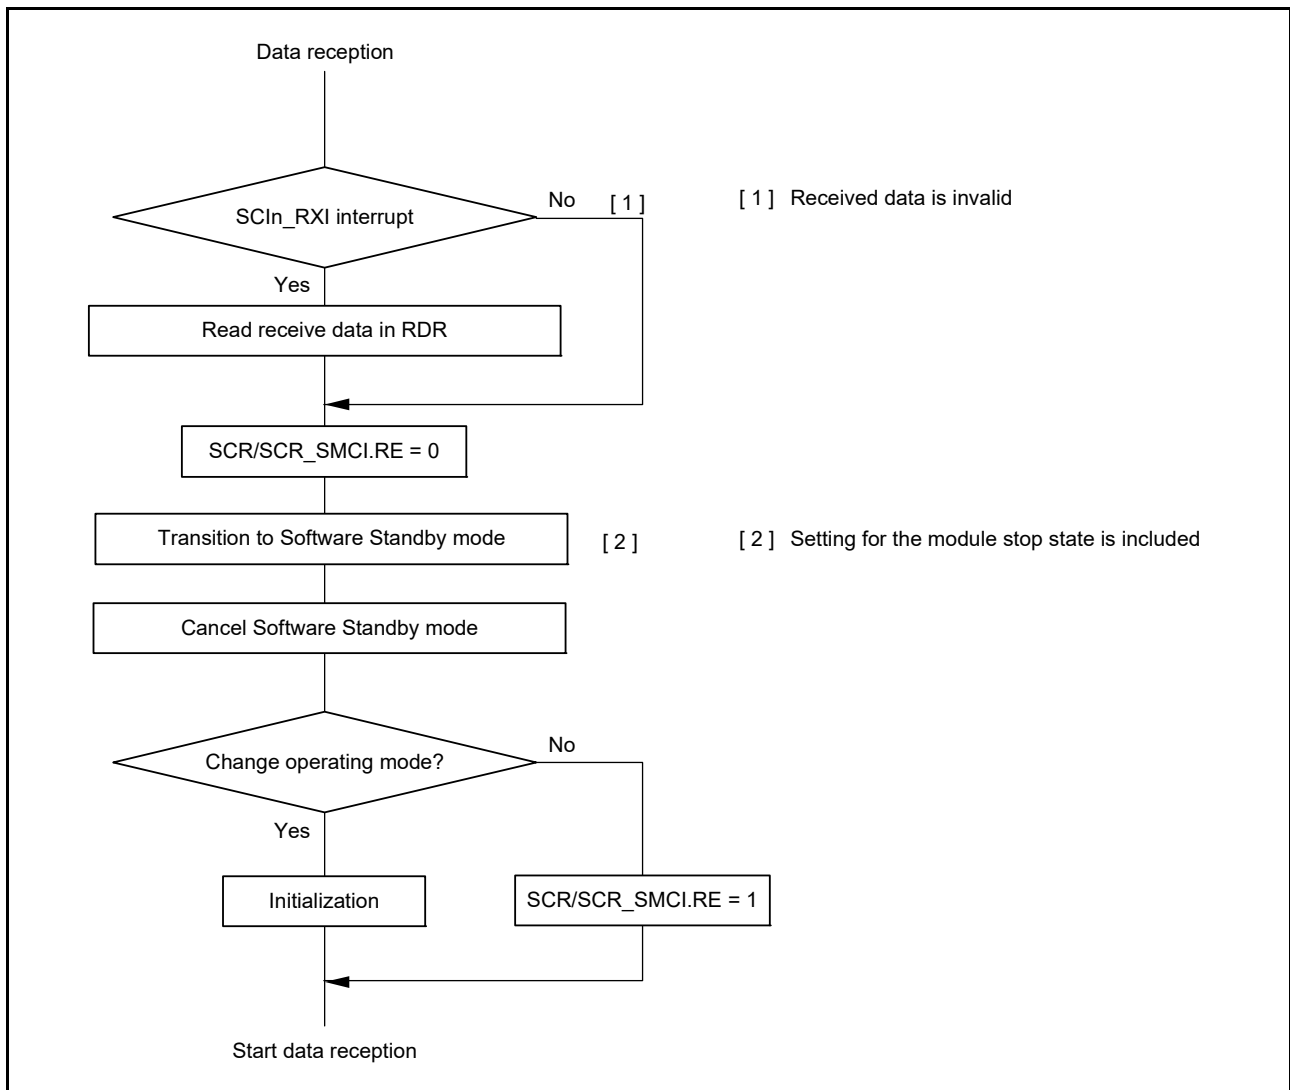 Data reception
SCIn_RXI interrupt
No
[ 1 ]
[ 1 ] Received data is invalid
Yes
Read receive data in RDR
SCR/SCR_SMCI.RE = 0
Transition to Software Standby mode
[ 2 ]
[ 2 ] Setting for the module stop state is included
Cancel Software Standby mode
Change operating mode?
No
Yes
Initialization
SCR/SCR_SMCI.RE = 1
Start data reception